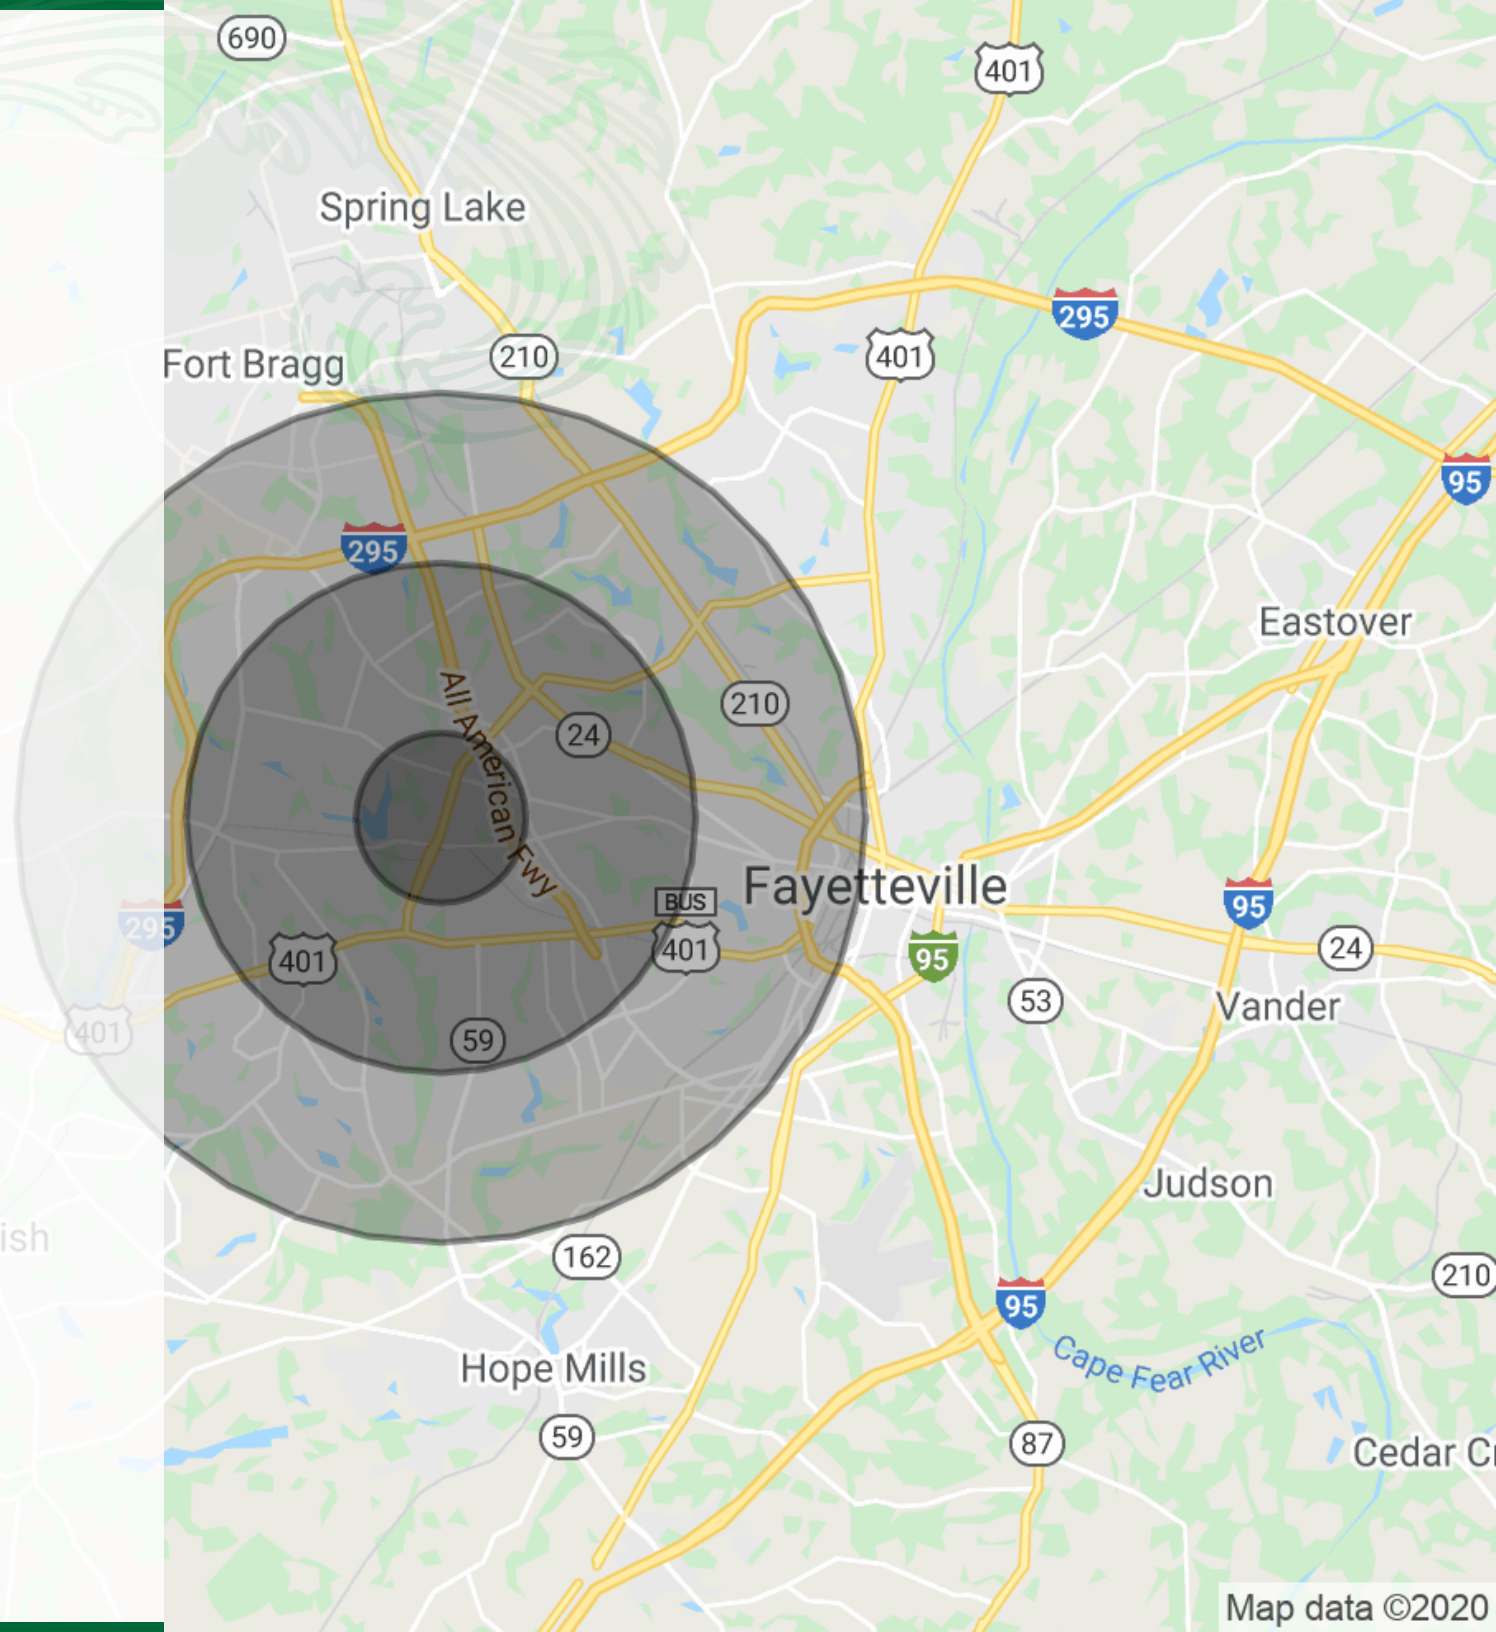 690
401
Spring Lake
295
401
Fort Bragg
210
95
295
Eastover
All American Fwy
210
24
Fayetteville
BUS
401
95
295
401
95
24
53
Vander
401
59
Judson
ish
162
210
95
Cape Fear River
Hope Mills
59
87
Cedar Cr
Map data ©2020